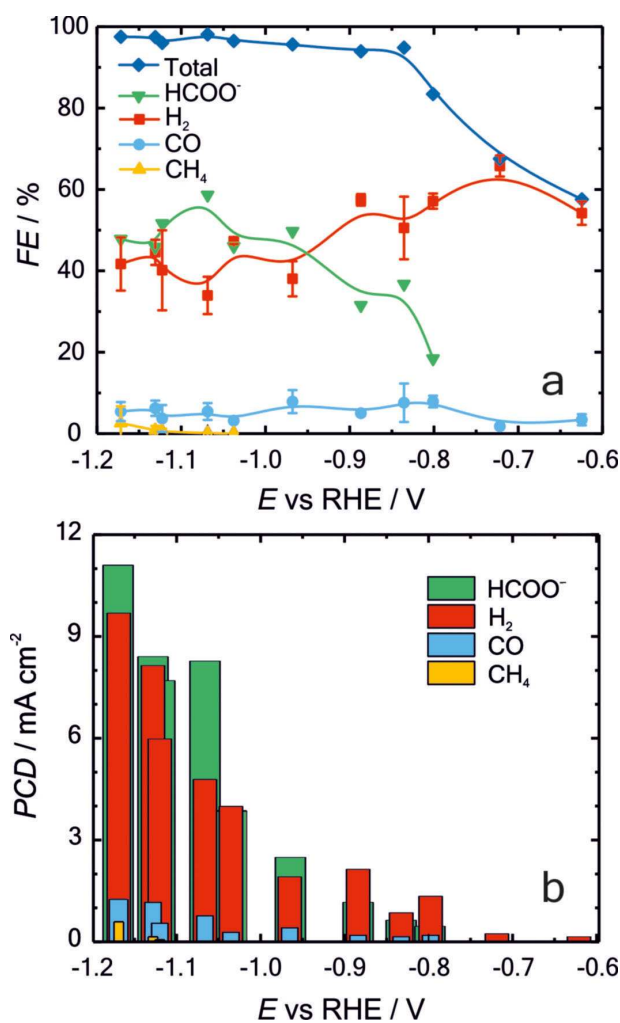 100
80
60
40
20
0
FE / %
Total
HCOO⁻
H₂
CO
CH₄
a
-1.2 -1.1 -1.0 -0.9 -0.8 -0.7 -0.6
E vs RHE / V
12
9
6
3
0
PCD / mA cm⁻²
HCOO⁻
H₂
CO
CH₄
b
-1.2 -1.1 -1.0 -0.9 -0.8 -0.7 -0.6
E vs RHE / V